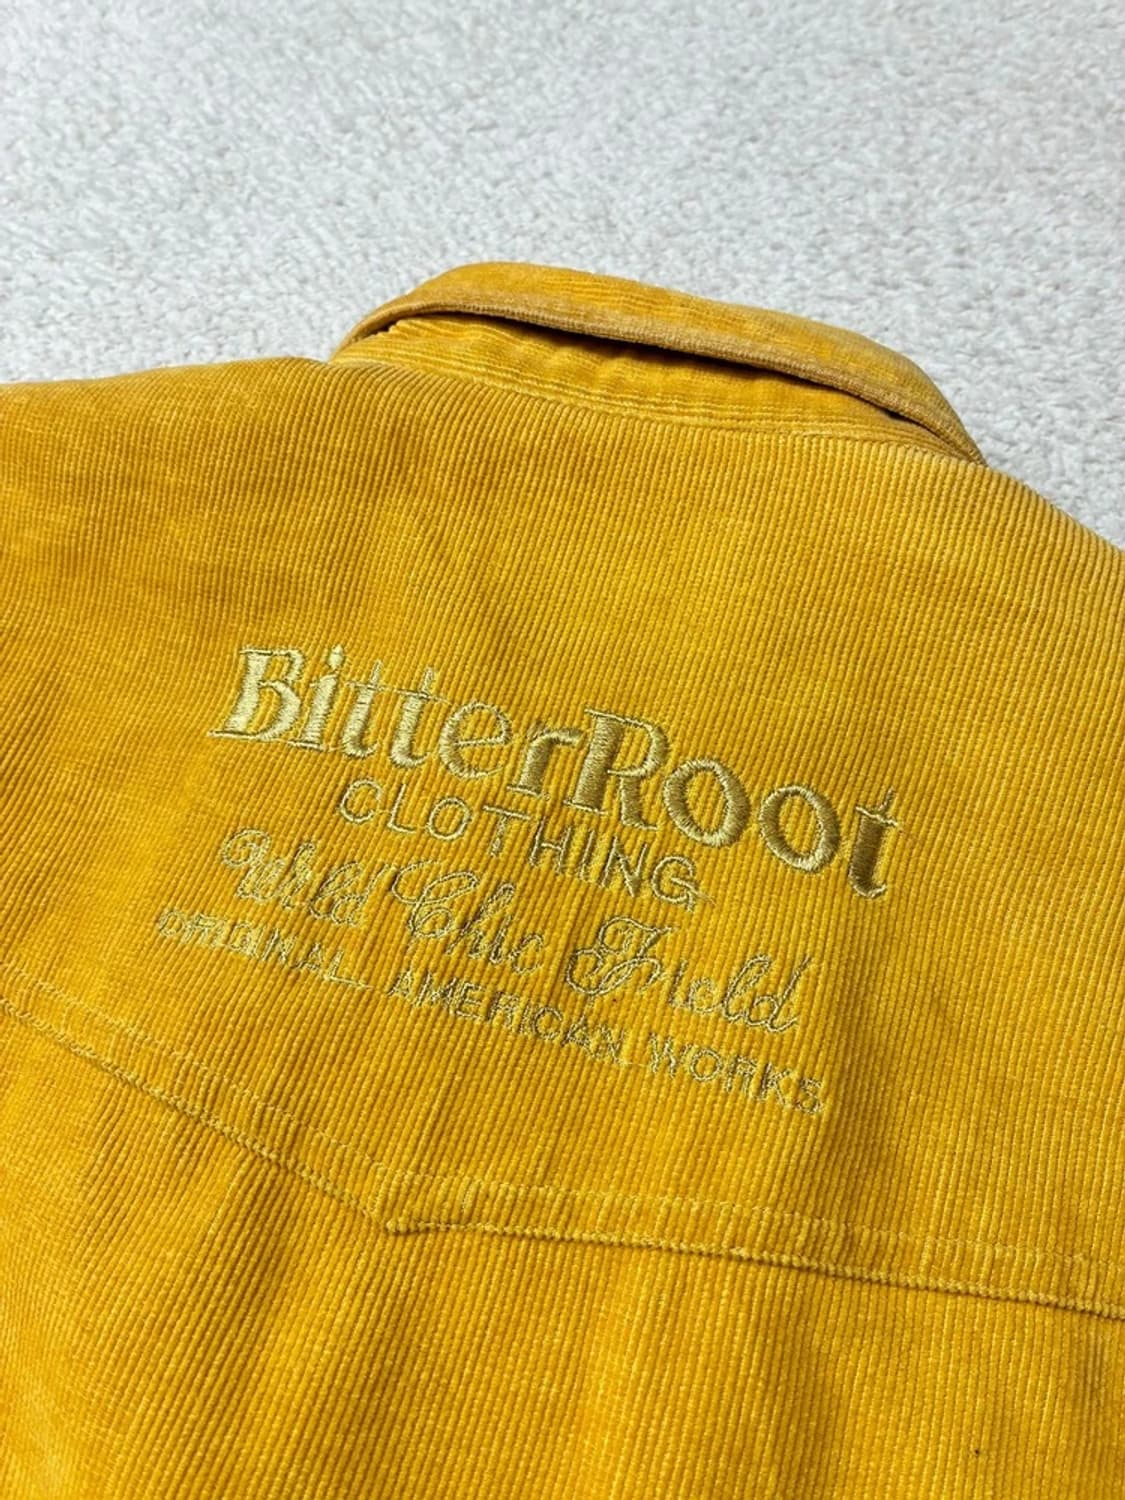 BitterRoot
CLOTHING
Wild Chic Field
ORIGINAL AMERICAN WORKS